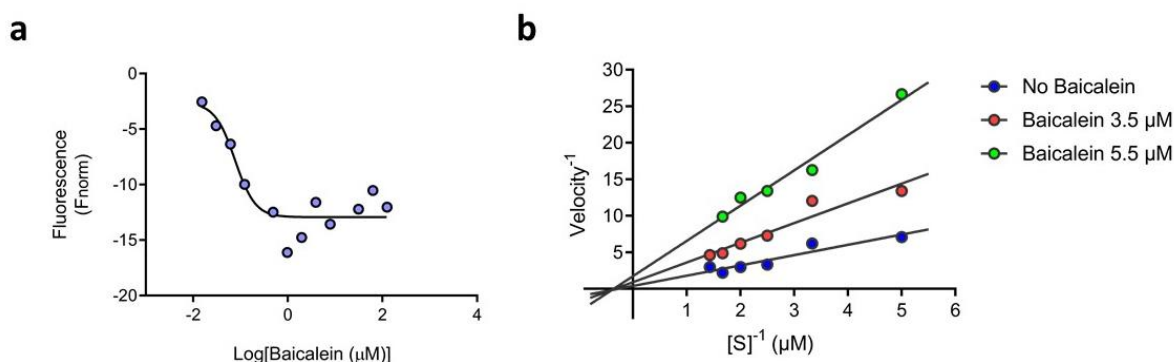 a
0
-5
-10
-15
-20
-2
0
2
4
Fluorescence
(Fnorm)
Log[Baicalein (µM)]
b
30
25
20
15
10
5
1
2
3
4
5
6
Velocity⁻¹
[S]⁻¹ (µM)
No Baicalein
Baicalein 3.5 µM
Baicalein 5.5 µM